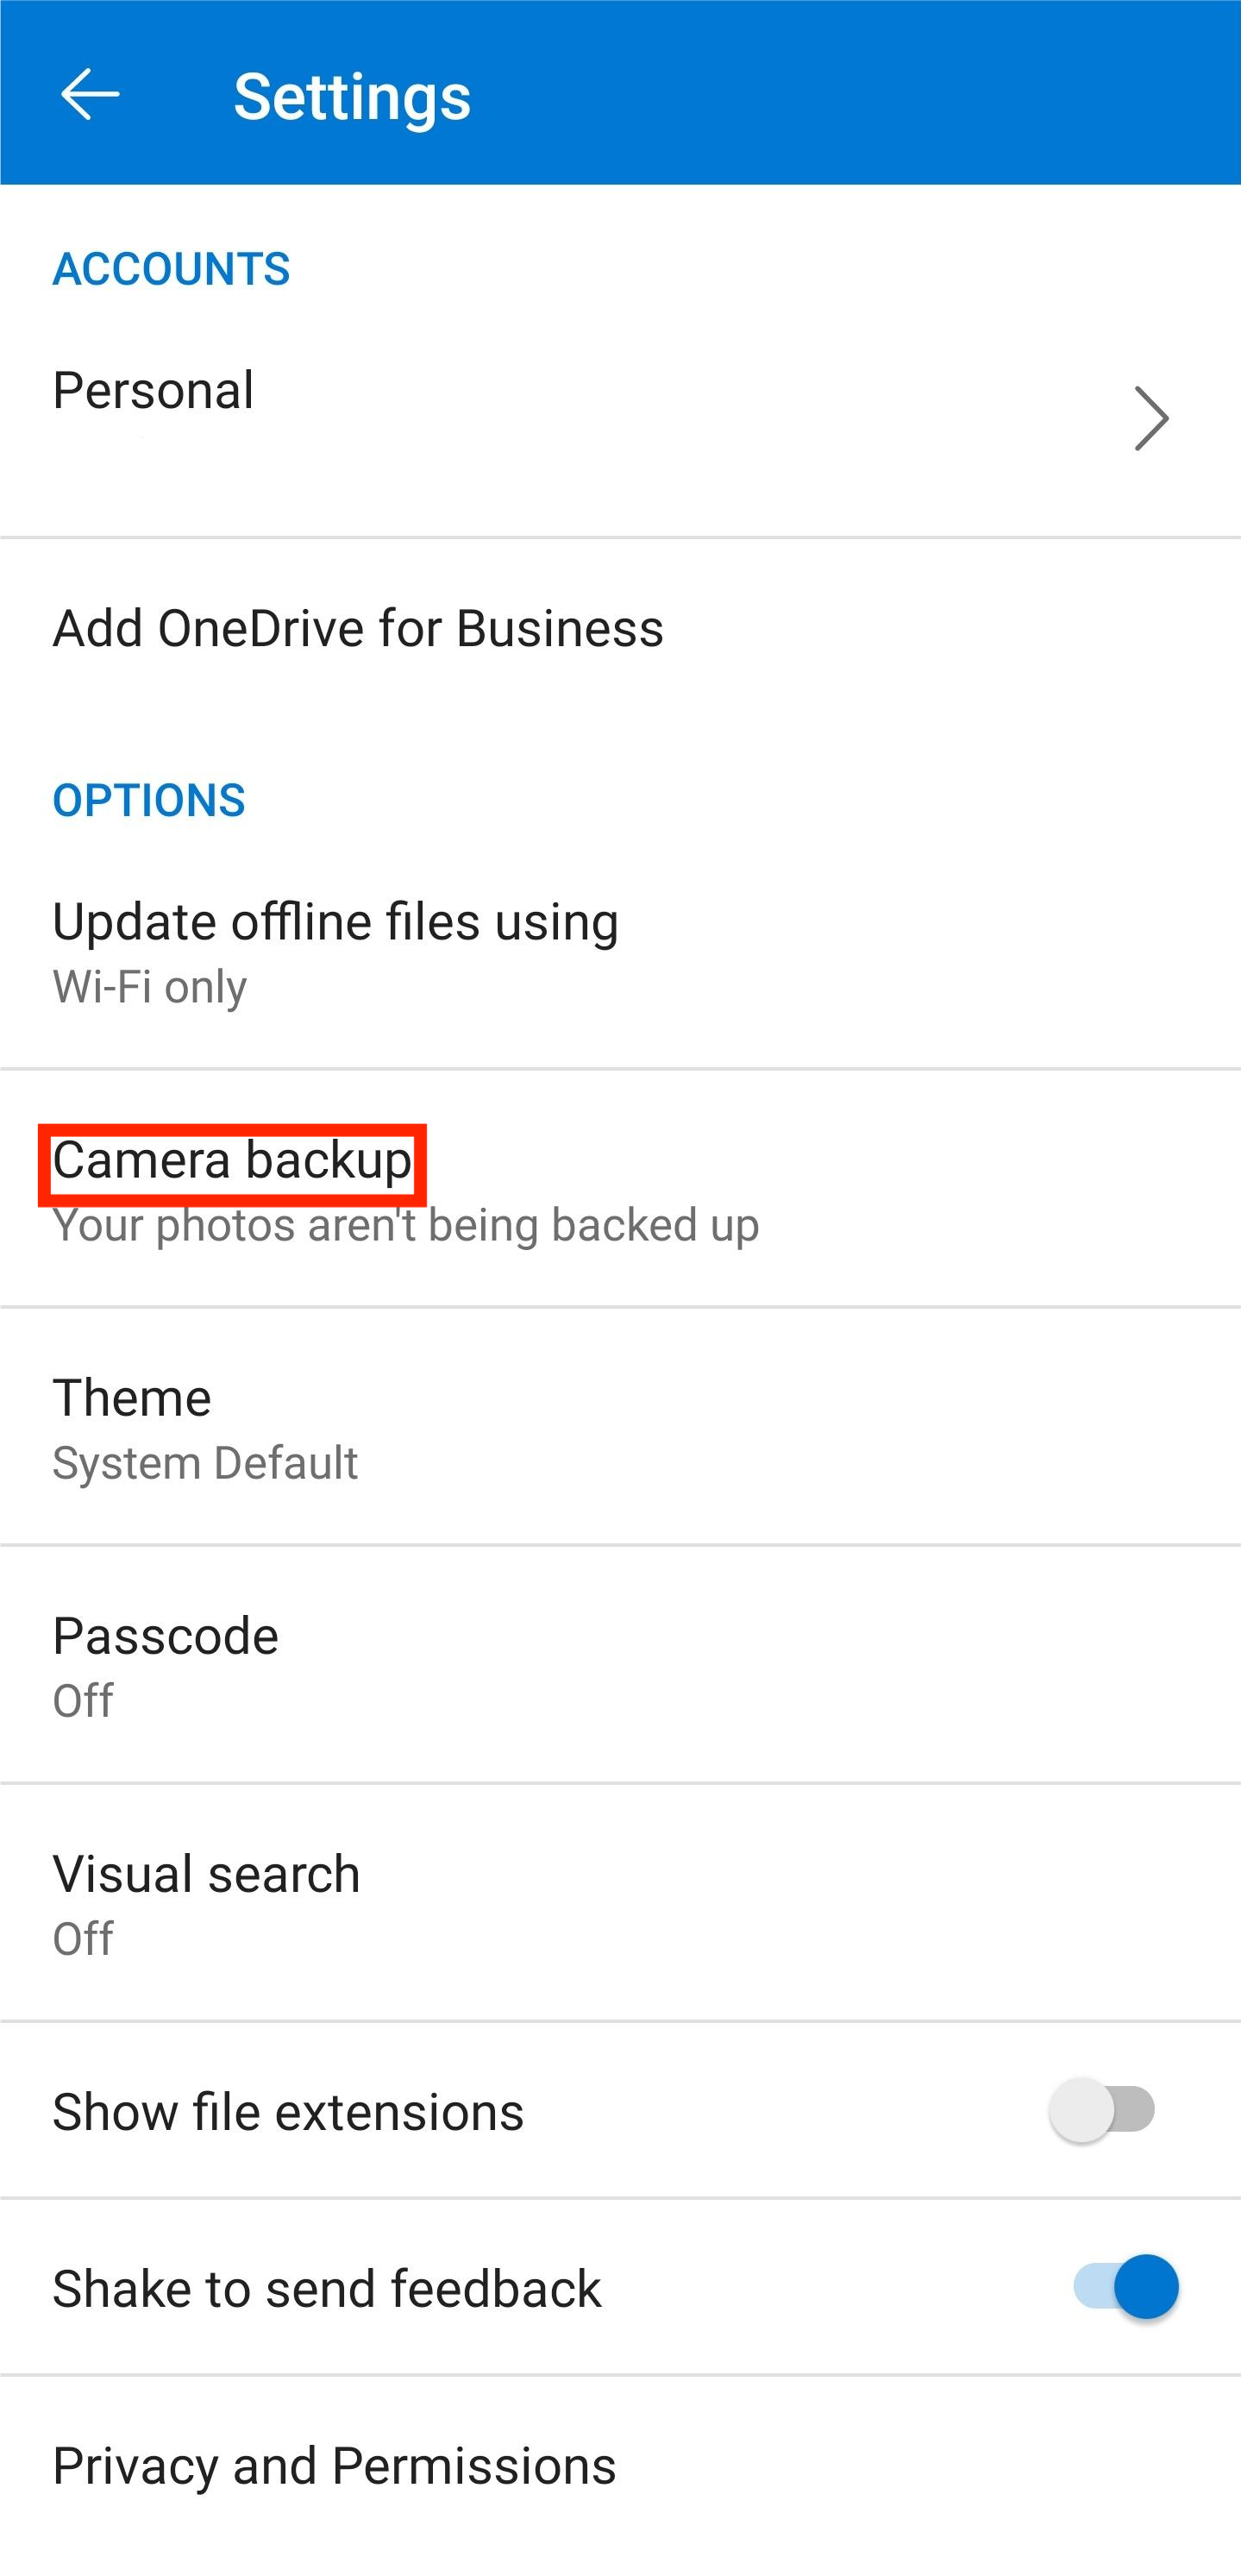 Settings
ACCOUNTS
Personal
Add OneDrive for Business
OPTIONS
Update offline files using
Wi-Fi only
Camera backup
Your photos aren't being backed up
Theme
System Default
Passcode
Off
Visual search
Off
Show file extensions
Shake to send feedback
Privacy and Permissions